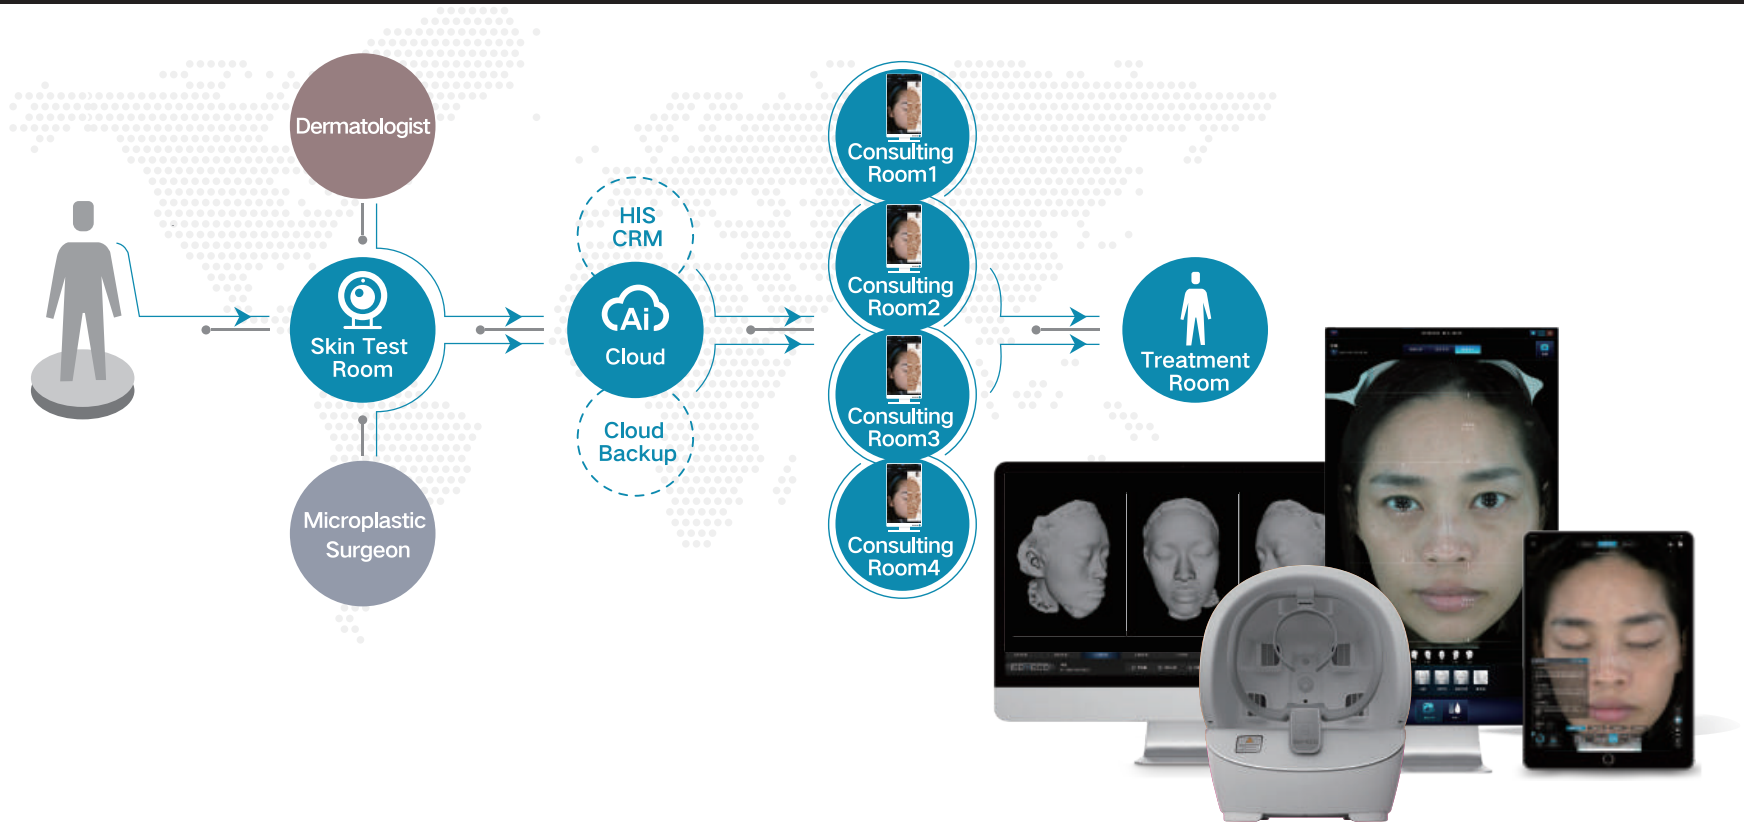 Dermatologist
HIS
CRM
Skin Test
Room
Ai
Cloud
Cloud
Backup
Microplastic
Surgeon
Consulting
Room1
Consulting
Room2
Consulting
Room3
Consulting
Room4
Treatment
Room